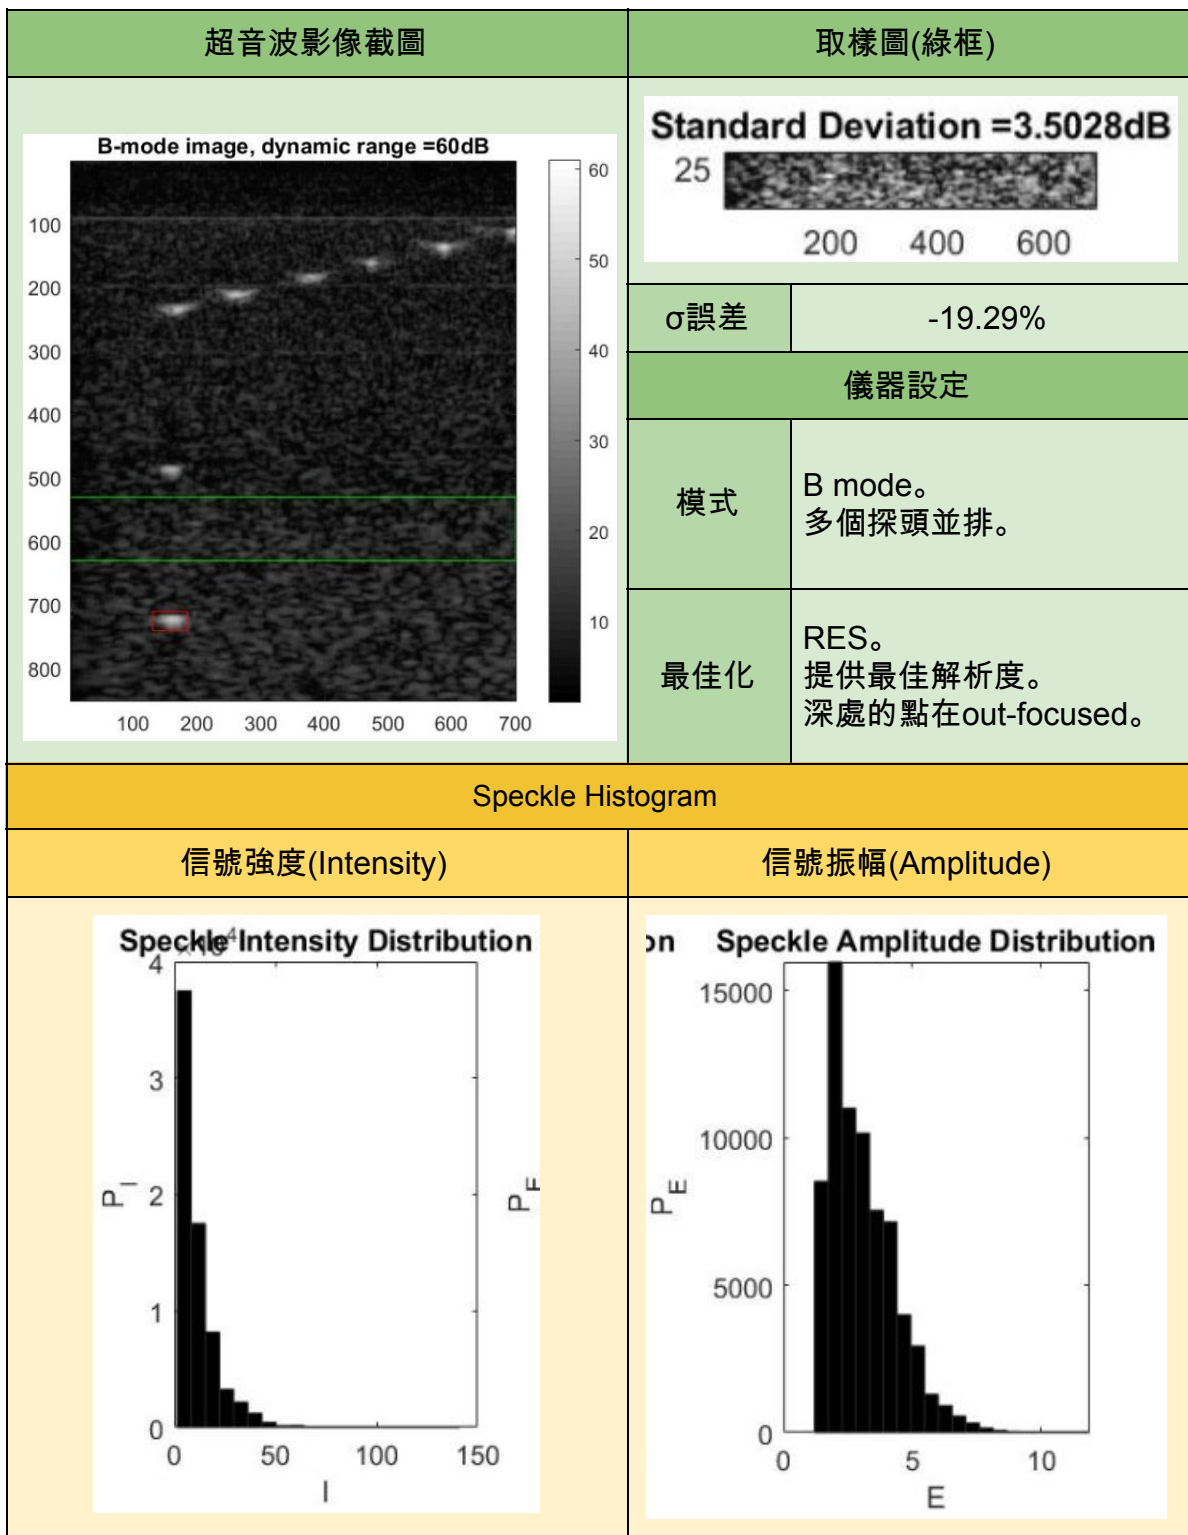 超音波影像截圖
取樣圖(綠框)
B-mode image, dynamic range =60dB
100
200
300
400
500
600
700
800
100 200 300 400 500 600 700
60
50
40
30
20
10
Standard Deviation =3.5028dB
25
200 400 600
σ誤差
-19.29%
儀器設定
模式
B mode。
多個探頭並排。
最佳化
RES。
提供最佳解析度。
深處的點在out-focused。
Speckle Histogram
信號強度(Intensity)
信號振幅(Amplitude)
Speckle Intensity Distribution
×10^4
4
3
2
1
0
P_I
0 50 100 150
I
P_E
on
Speckle Amplitude Distribution
15000
10000
5000
0
P_E
0 5 10
E